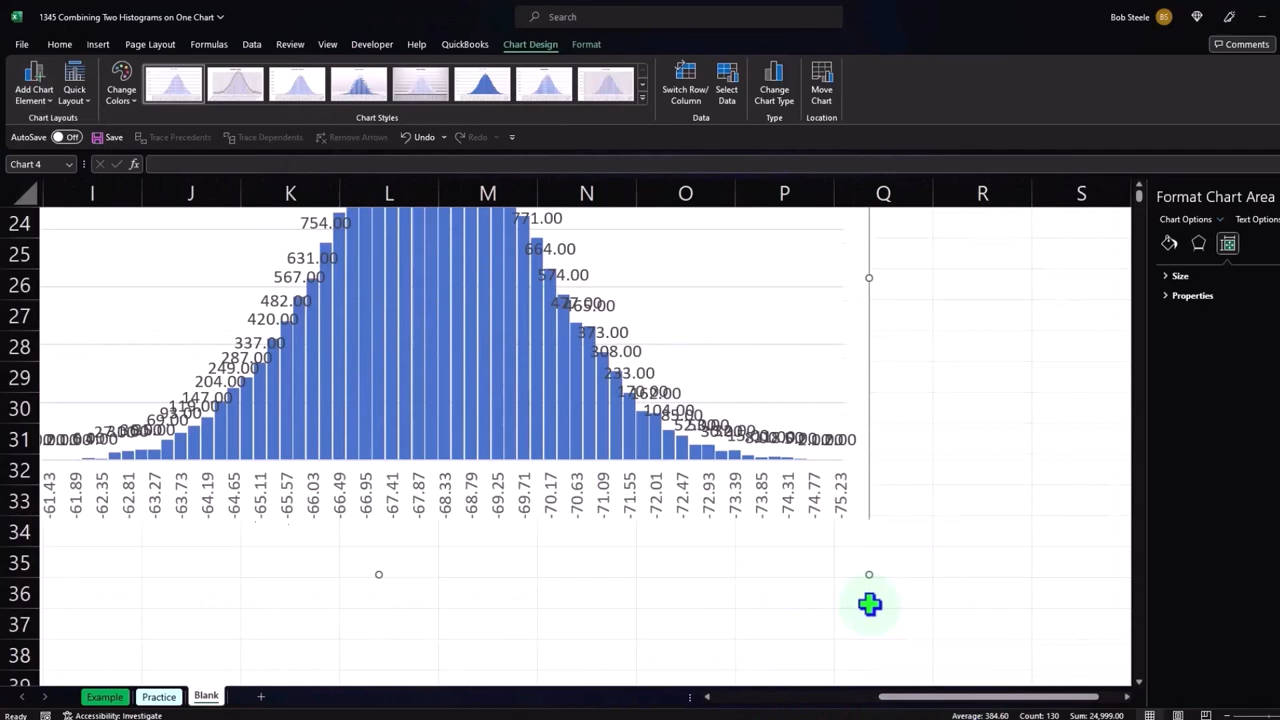 1345 Combining Two Histograms on One Chart
Search
Bob Steele BS
File Home Insert Page Layout Formulas Data Review View Developer Help QuickBooks Chart Design Format Comments
Add Chart Element
Quick Layout
Change Colors
Switch Row/ Column
Select Data
Change Chart Type
Move Chart
Chart Layouts Chart Styles Data Type Location
AutoSave Off Save Trace Precedents Trace Dependents Remove Arrows Undo Redo
Chart 4 fx
I J K L M N O P Q R S
Format Chart Area
Chart Options Text Options
Size
Properties
24
25
26
27
28
29
30
31
32
33
34
35
36
37
38
39
754.00 771.00
631.00 664.00
567.00 574.00
482.00
420.00 373.00
337.00 308.00
287.00
249.00 233.00
204.00
147.00 162.00
104.00
69.00
-61.43 -61.89 -62.35 -62.81 -63.27 -63.73 -64.19 -64.65 -65.11 -65.57 -66.03 -66.49 -66.95 -67.41 -67.87 -68.33 -68.79 -69.25 -69.71 -70.17 -70.63 -71.09 -71.55 -72.01 -72.47 -72.93 -73.39 -73.85 -74.31 -74.77 -75.23
Example Practice Blank
Ready Accessibility: Investigate Average: 384.60 Count: 130 Sum: 24,999.00